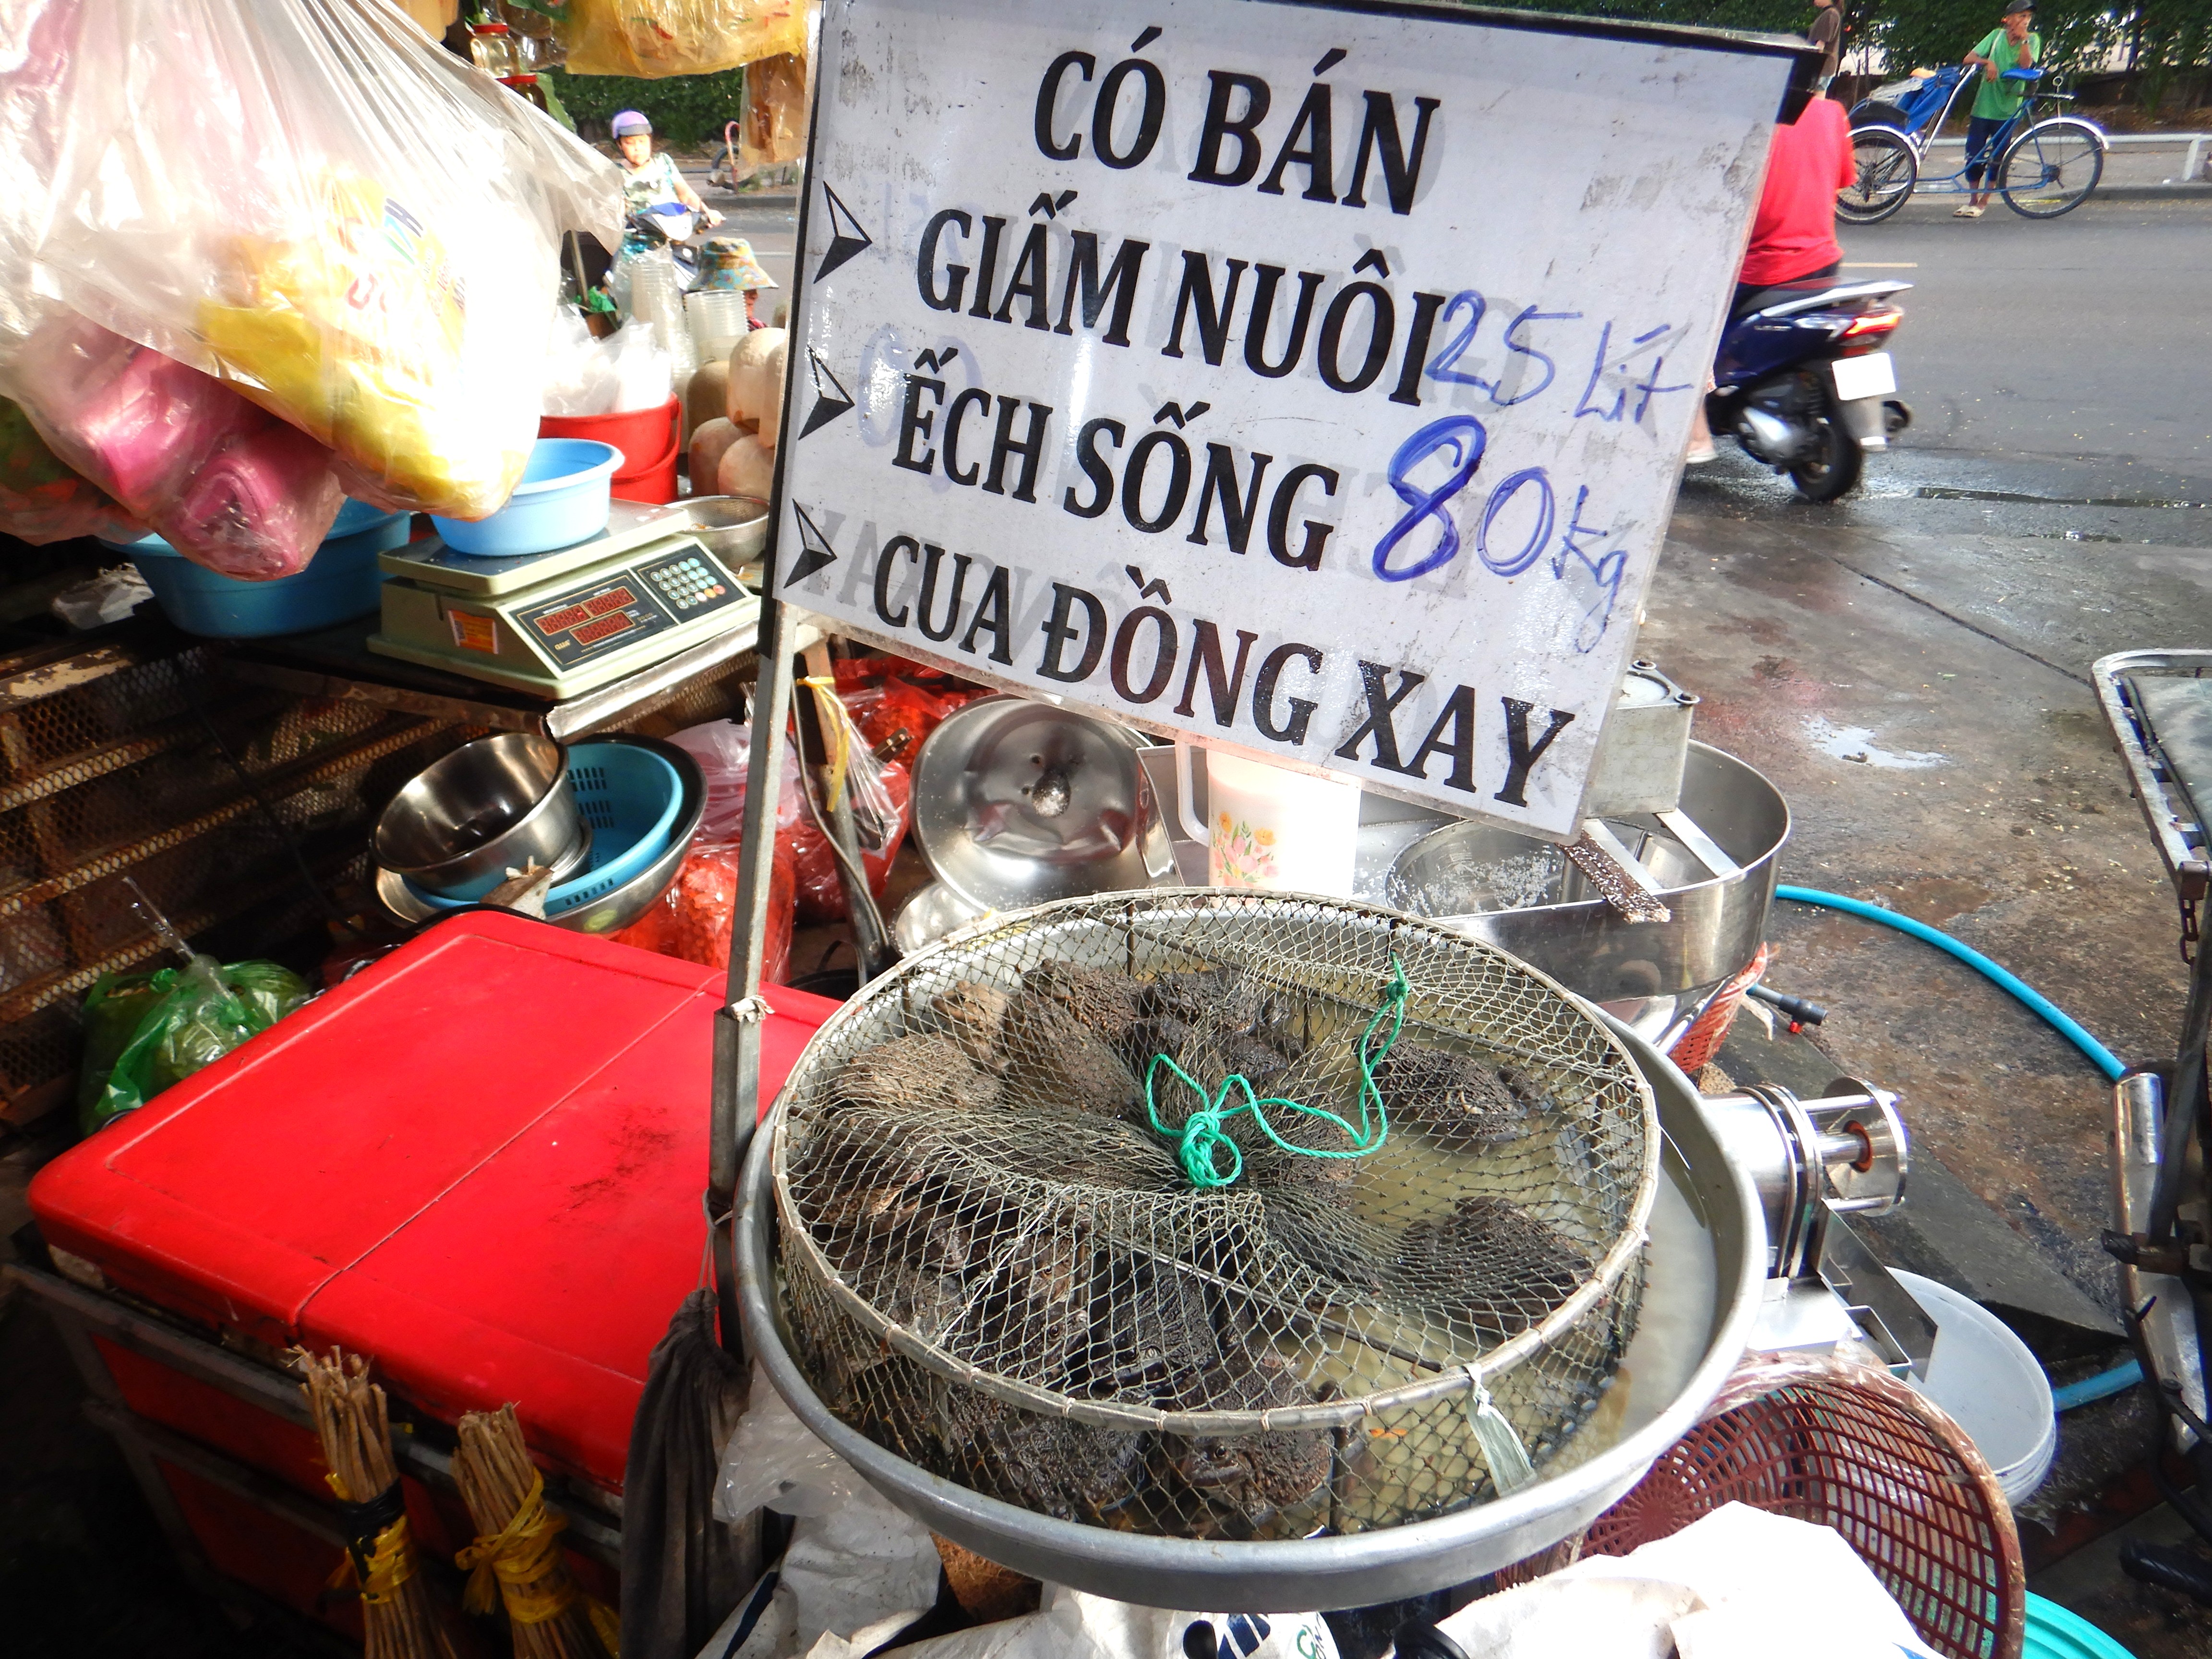 CÓ BÁN
GIẤM NUÔI 25 Lít
ẾCH SỐNG 80 Kg
CUA ĐỒNG XAY